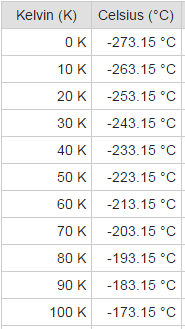 Kelvin (K) Celsius (°C)
0 K -273.15 °C
10 K -263.15 °C
20 K -253.15 °C
30 K -243.15 °C
40 K -233.15 °C
50 K -223.15 °C
60 K -213.15 °C
70 K -203.15 °C
80 K -193.15 °C
90 K -183.15 °C
100 K -173.15 °C